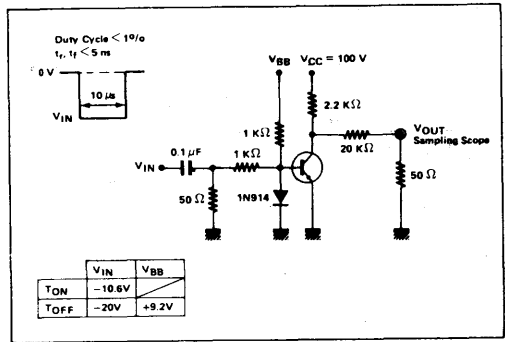 Duty Cycle < 1%
tr, tf < 5 ns
0 V
10 μs
VIN
VBB
VCC = 100 V
2.2 KΩ
1 KΩ
VOUT
Sampling Scope
20 KΩ
0.1 μF
1 KΩ
VIN
50 Ω
1N914
50 Ω
VIN VBB
TON -10.6V
TOFF -20V +9.2V